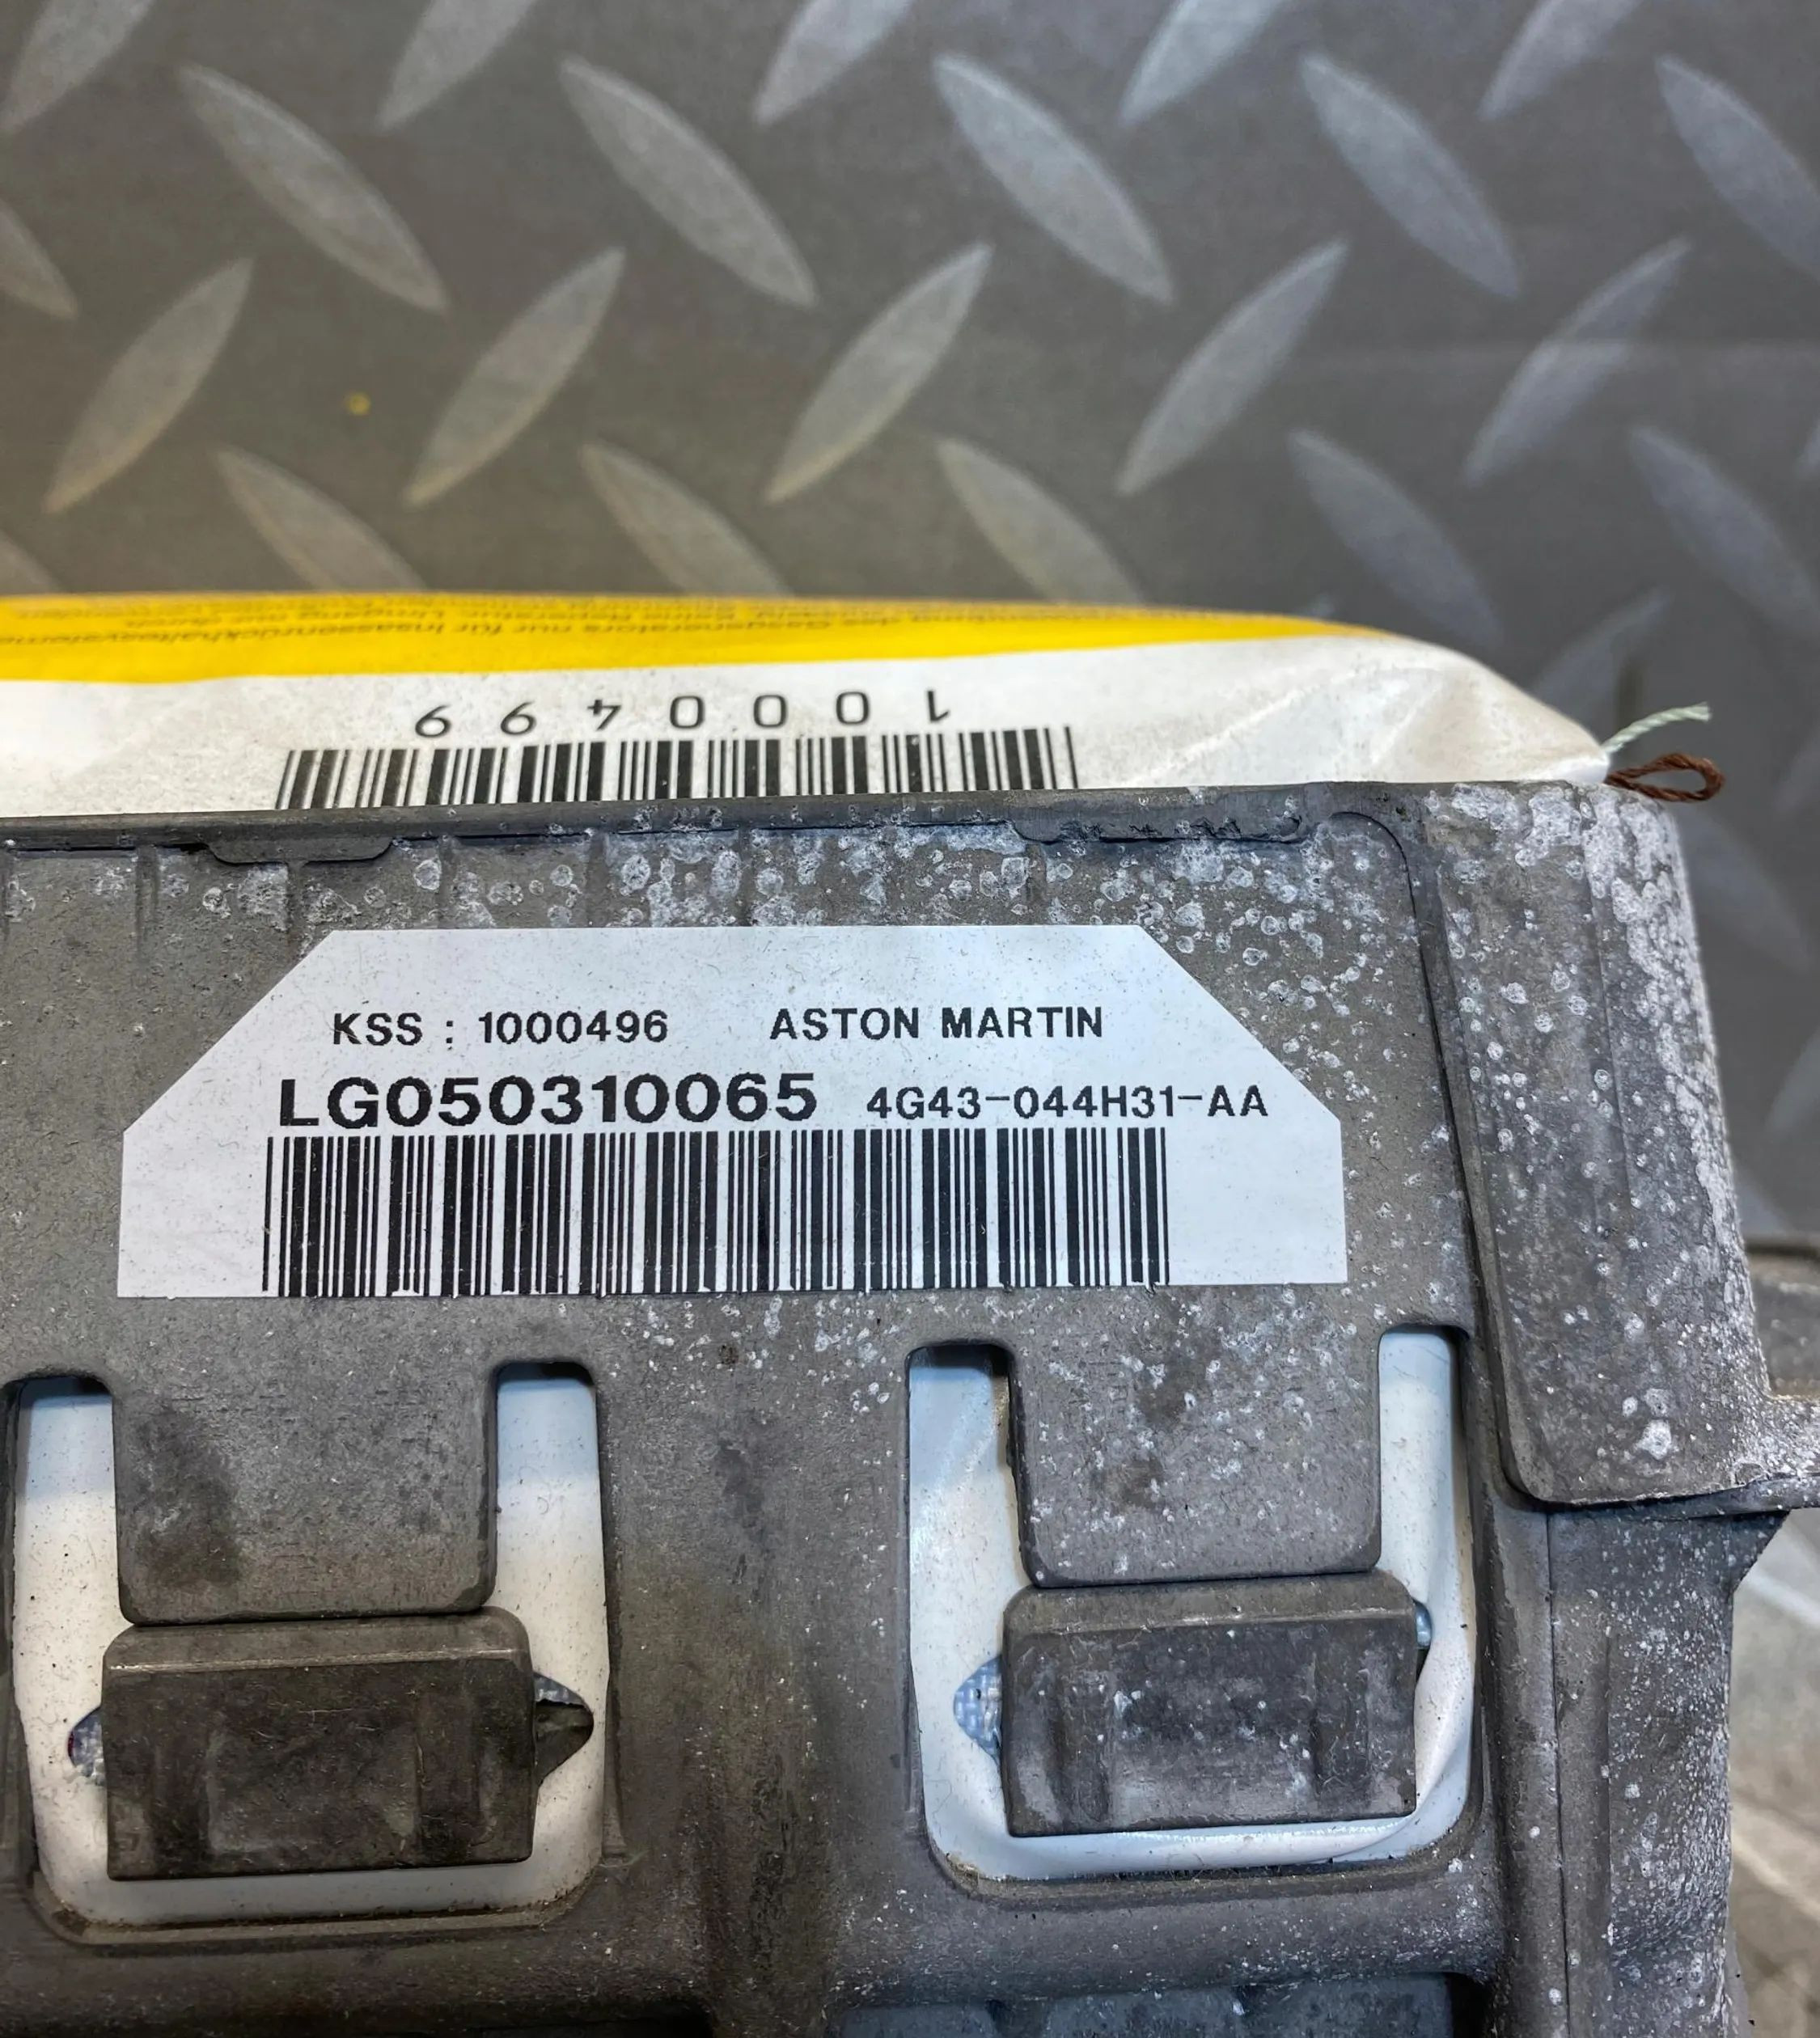 1000499
KSS : 1000496 ASTON MARTIN
LG050310065 4G43-044H31-AA